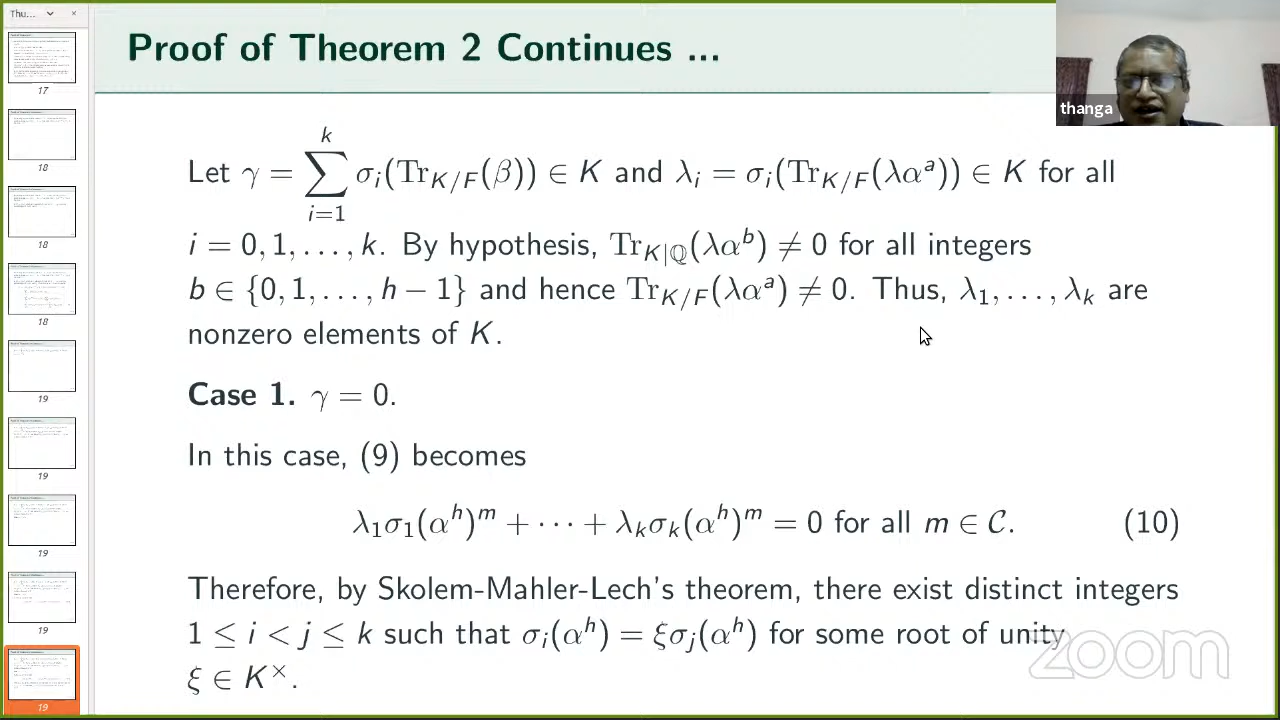 Thu...
17
18
18
18
19
19
19
19
19
Proof of Theorem 2 Continues ...
thanga
Let γ = ∑_{i=1}^{k} σ_i(Tr_{K/F}(β)) ∈ K and λ_i = σ_i(Tr_{K/F}(λα^a)) ∈ K for all
i = 0, 1, . . . , k. By hypothesis, Tr_{K|ℚ}(λα^b) ≠ 0 for all integers
b ∈ {0, 1, . . . , h − 1} and hence Tr_{K/F}(λα^a) ≠ 0. Thus, λ_1, . . . , λ_k are
nonzero elements of K.
Case 1. γ = 0.
In this case, (9) becomes
λ_1σ_1(α^h)^m + · · · + λ_kσ_k(α^h)^m = 0 for all m ∈ 𝒞. (10)
Therefore, by Skolem-Mahler-Lech's theorem, there exist distinct integers
1 ≤ i < j ≤ k such that σ_i(α^h) = ξσ_j(α^h) for some root of unity
ξ ∈ K^×.
zoom